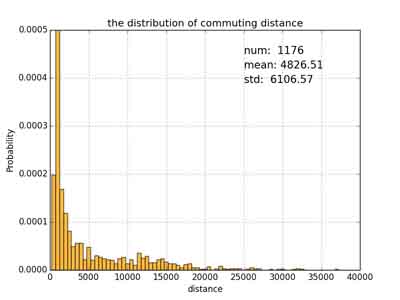 the distribution of commuting distance
0.0005
0.0004
0.0003
0.0002
0.0001
0.0000
Probability
num: 1176
mean: 4826.51
std: 6106.57
0 5000 10000 15000 20000 25000 30000 35000 40000
distance